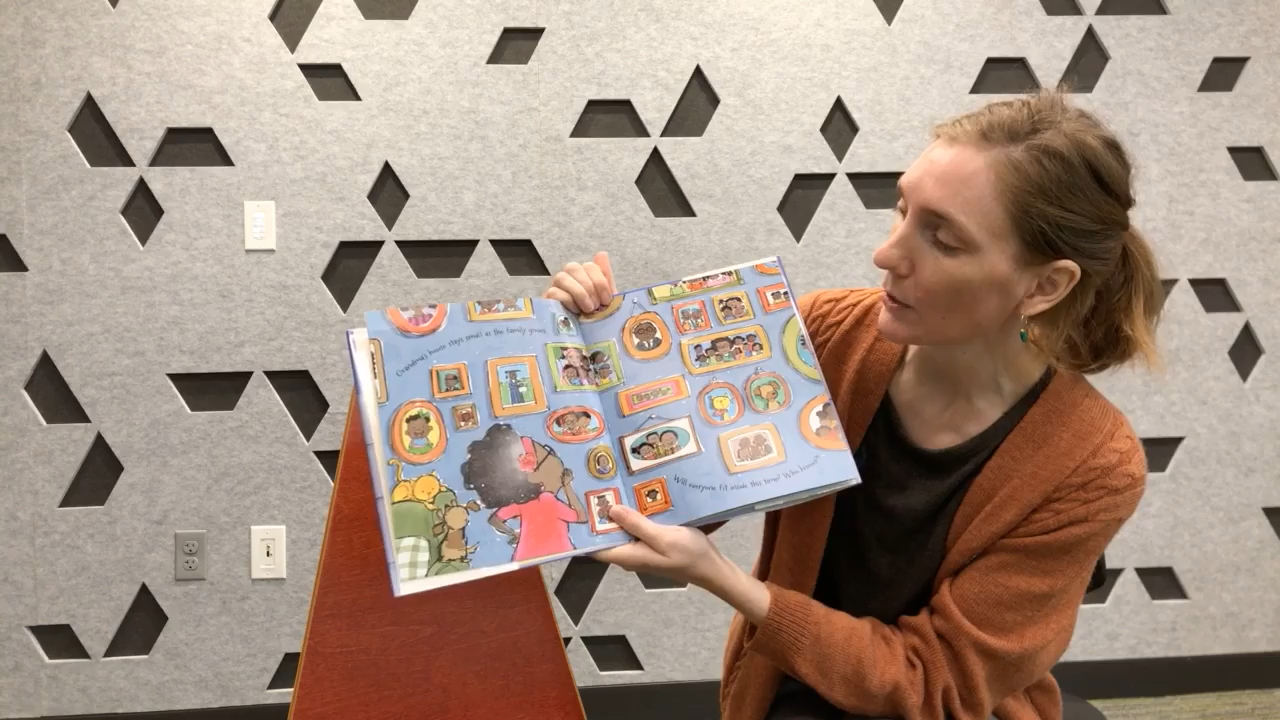 Grandma's house stays small as the family grows.
Will everyone fit inside this time? Who knows?